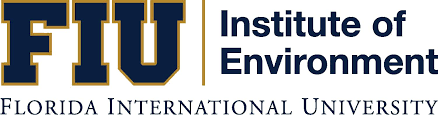 FIU
Institute of
Environment
FLORIDA INTERNATIONAL UNIVERSITY